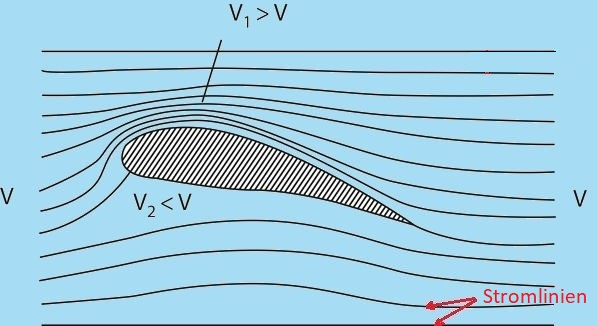 V₁ > V
V
V
V₂ < V
Stromlinien